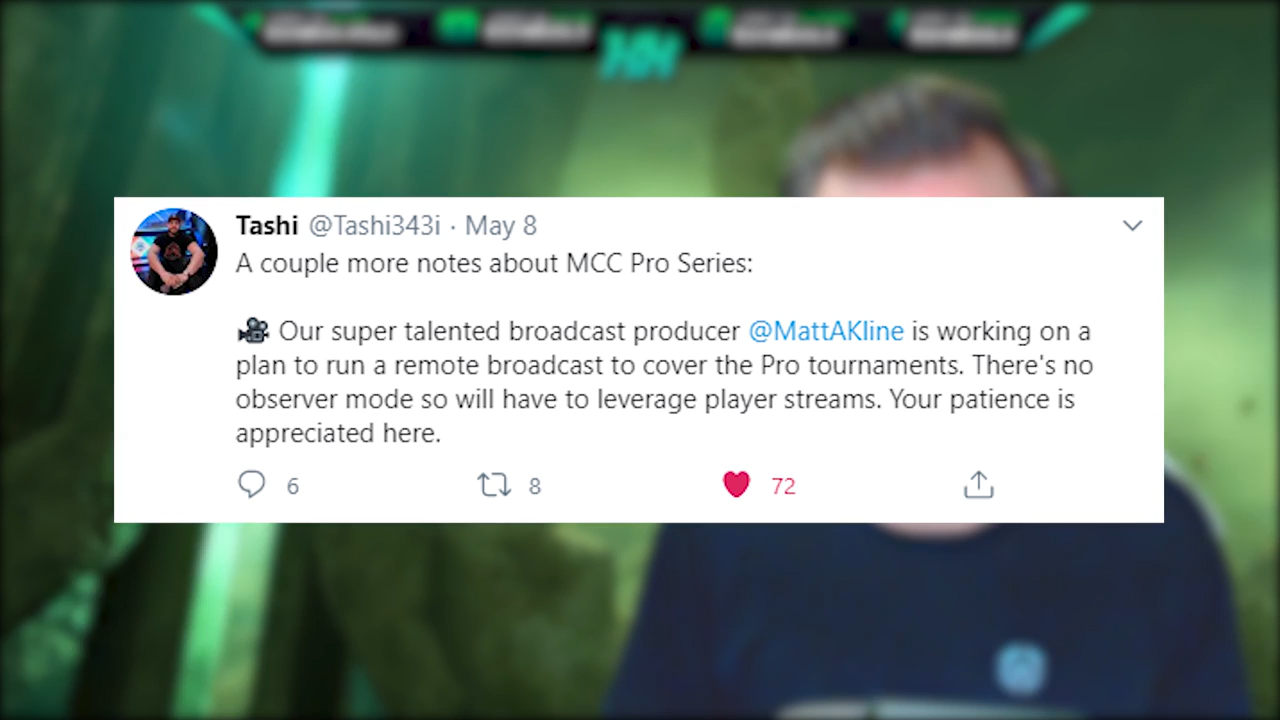 Tashi @Tashi343i · May 8
A couple more notes about MCC Pro Series:
🎥 Our super talented broadcast producer @MattAKline is working on a
plan to run a remote broadcast to cover the Pro tournaments. There's no
observer mode so will have to leverage player streams. Your patience is
appreciated here.
6 8 72